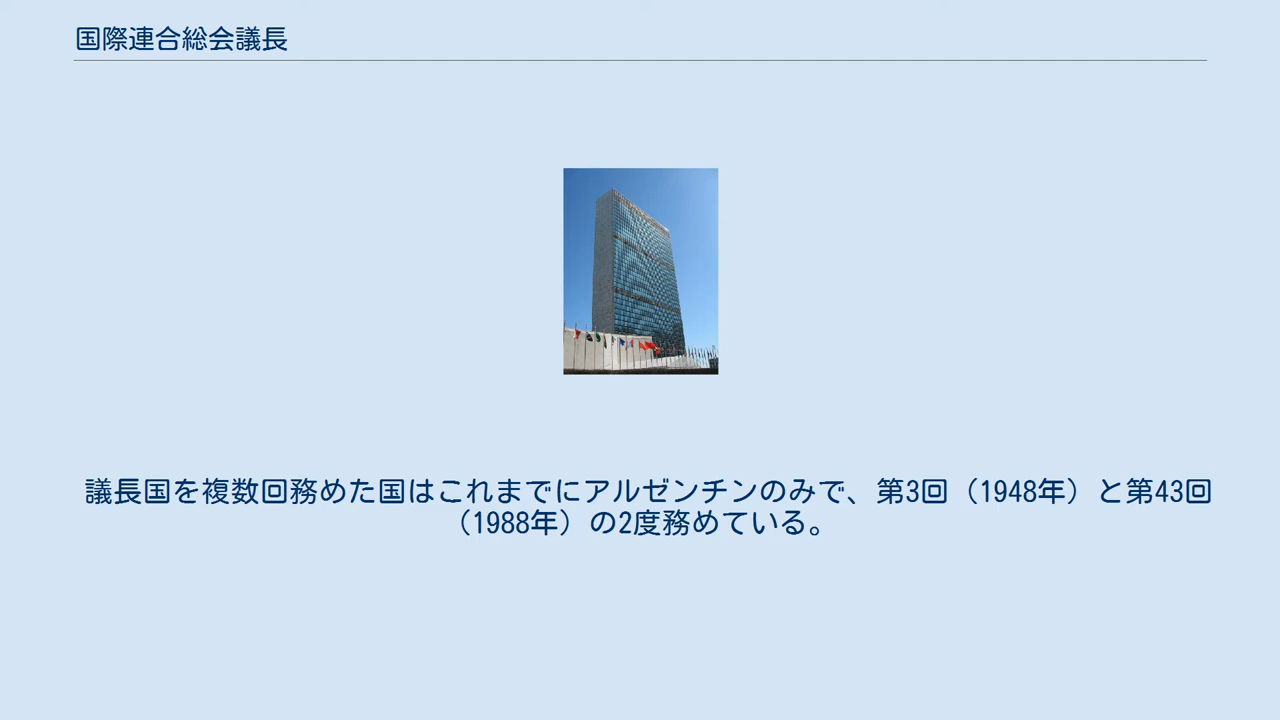 国際連合総会議長
議長国を複数回務めた国はこれまでにアルゼンチンのみで、第3回（1948年）と第43回
（1988年）の2度務めている。